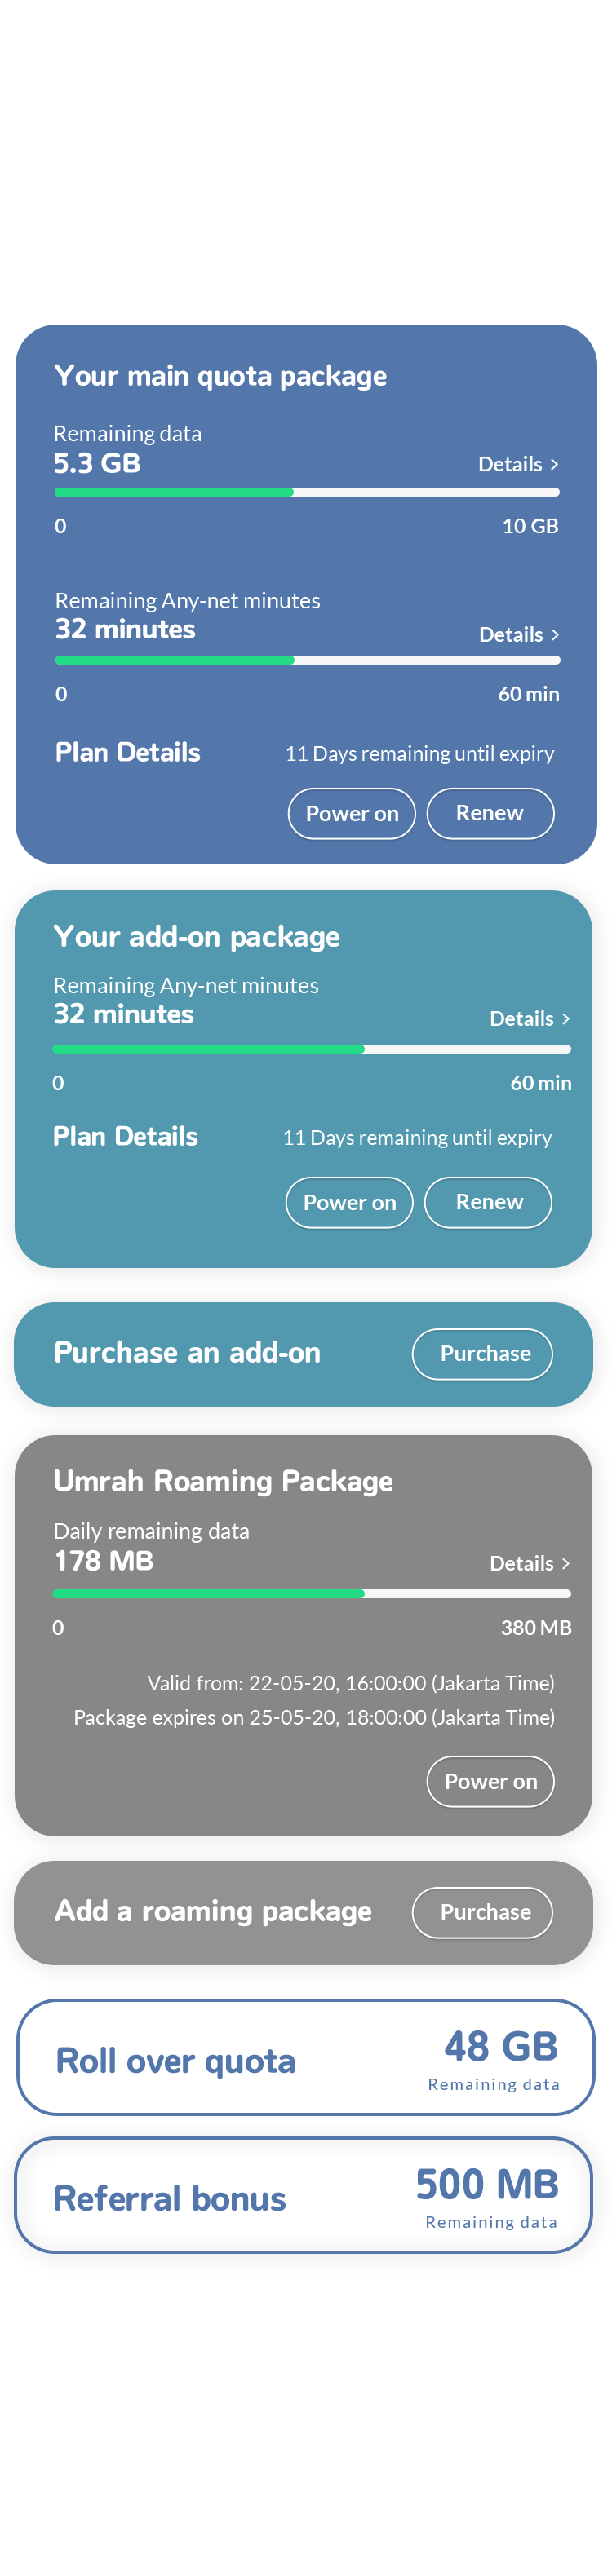 Your main quota package
Remaining data
5.3 GB
Details >
0
10 GB
Remaining Any-net minutes
32 minutes
Details >
0
60 min
Plan Details
11 Days remaining until expiry
Power on
Renew
Your add-on package
Remaining Any-net minutes
32 minutes
Details >
0
60 min
Plan Details
11 Days remaining until expiry
Power on
Renew
Purchase an add-on
Purchase
Umrah Roaming Package
Daily remaining data
178 MB
Details >
0
380 MB
Valid from: 22-05-20, 16:00:00 (Jakarta Time)
Package expires on 25-05-20, 18:00:00 (Jakarta Time)
Power on
Add a roaming package
Purchase
Roll over quota
48 GB
Remaining data
Referral bonus
500 MB
Remaining data